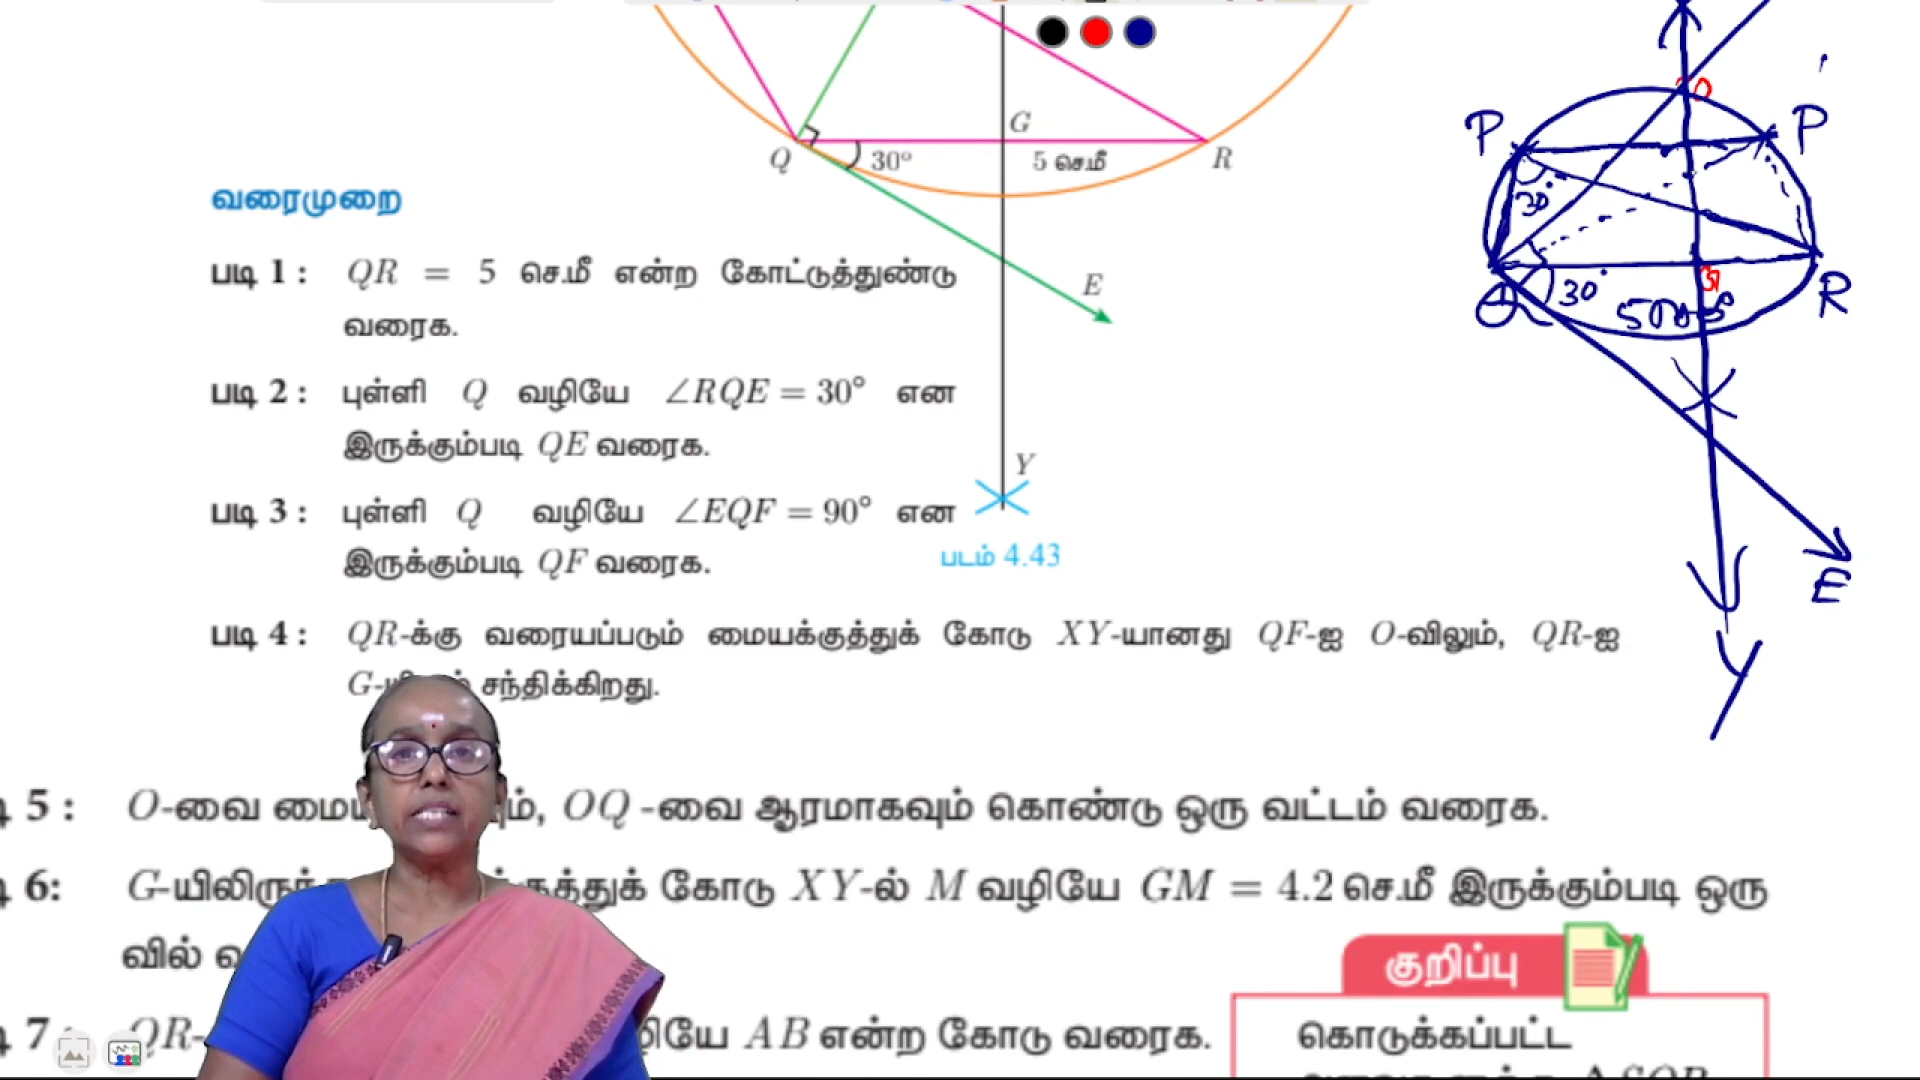 G
Q
30°
5 செ.மீ
R
வரைமுறை
படி 1 : QR = 5 செ.மீ என்ற கோட்டுத்துண்டு
வரைக.
E
படி 2 : புள்ளி Q வழியே ∠RQE = 30° என
இருக்கும்படி QE வரைக.
Y
படி 3 : புள்ளி Q வழியே ∠EQF = 90° என
இருக்கும்படி QF வரைக.
படம் 4.43
படி 4 : QR-க்கு வரையப்படும் மையக்குத்துக் கோடு XY-யானது QF-ஐ O-விலும், QR-ஐ
சந்திக்கிறது.
5 : O-வை OQ -வை ஆரமாகவும் கொண்டு ஒரு வட்டம் வரைக.
6: கோடு XY-ல் M வழியே GM = 4.2 செ.மீ இருக்கும்படி ஒரு
வில்
7 : QR- AB என்ற கோடு வரைக.
குறிப்பு
கொடுக்கப்பட்ட
O
P
P
30°
G
Q
30°
R
E
Y